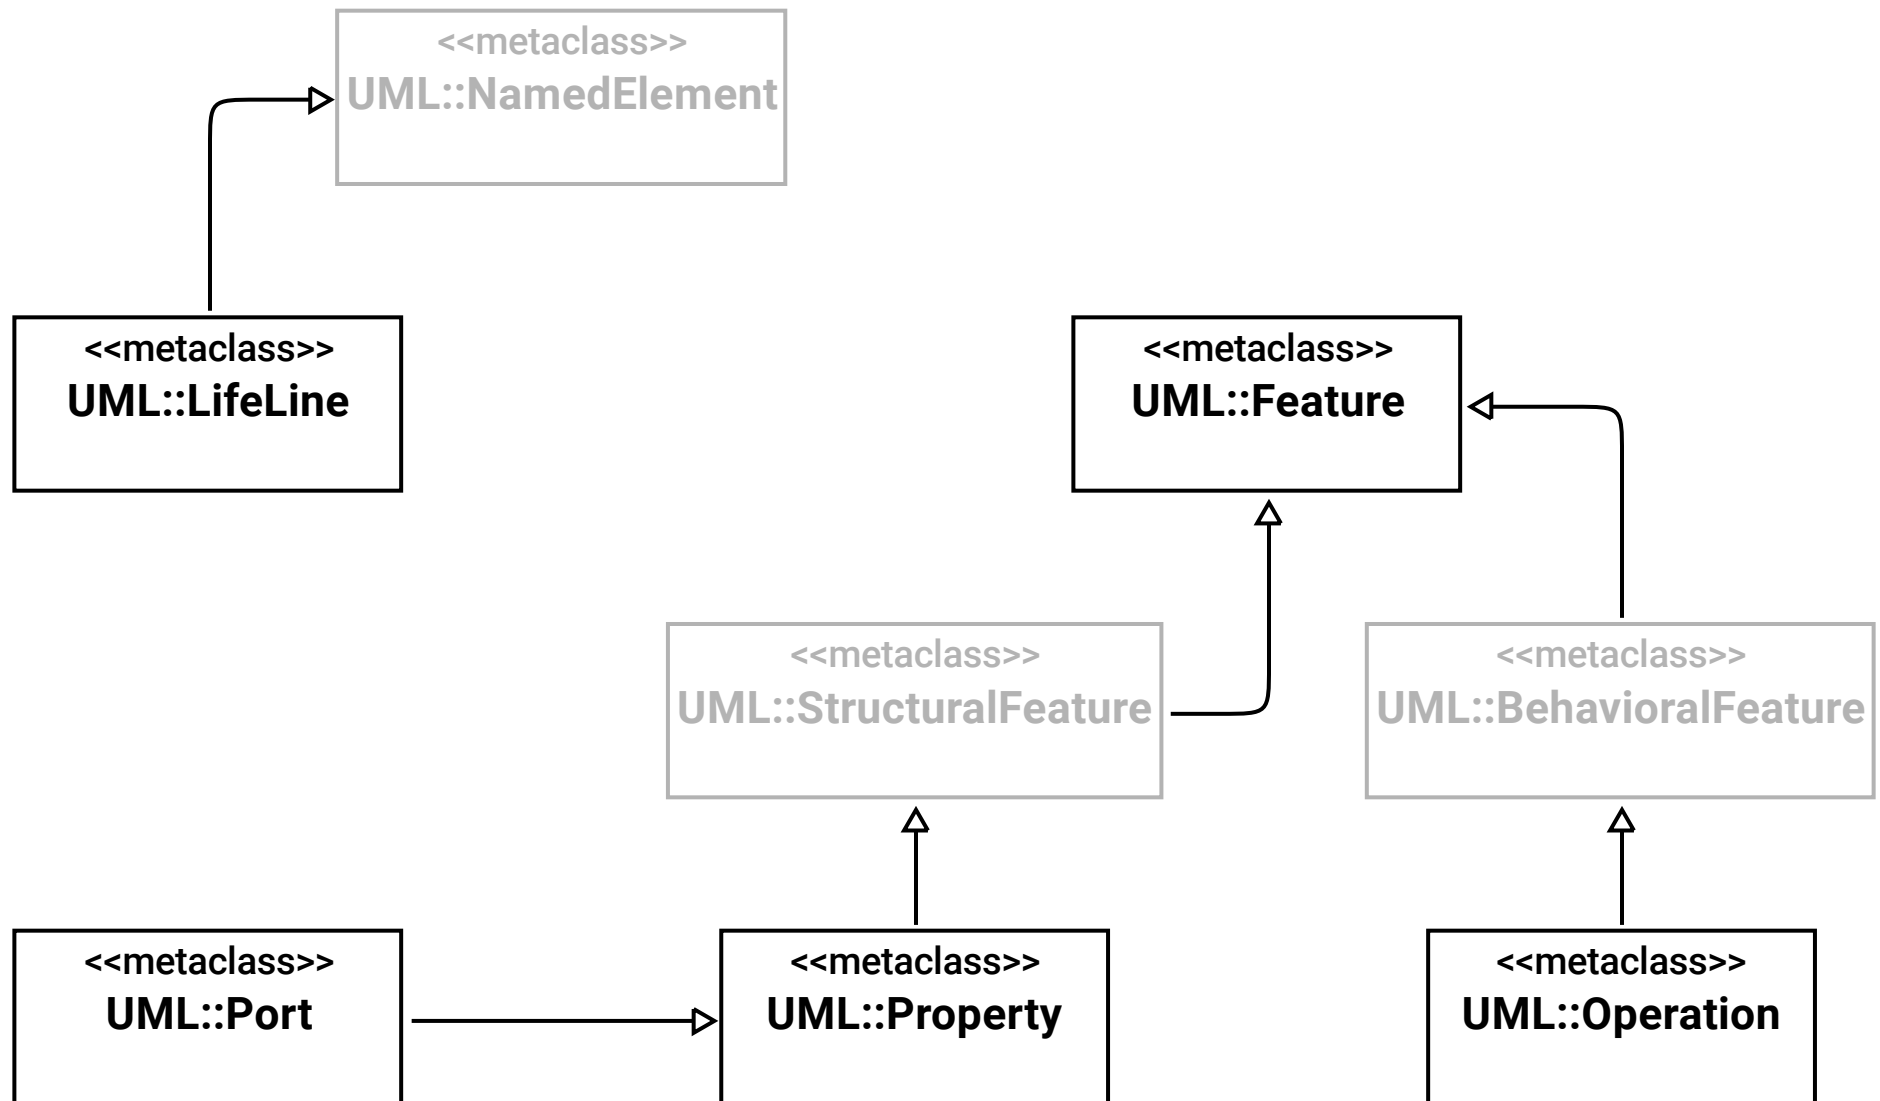 <<metaclass>>
UML::NamedElement
<<metaclass>>
UML::LifeLine
<<metaclass>>
UML::Feature
<<metaclass>>
UML::StructuralFeature
<<metaclass>>
UML::BehavioralFeature
<<metaclass>>
UML::Port
<<metaclass>>
UML::Property
<<metaclass>>
UML::Operation